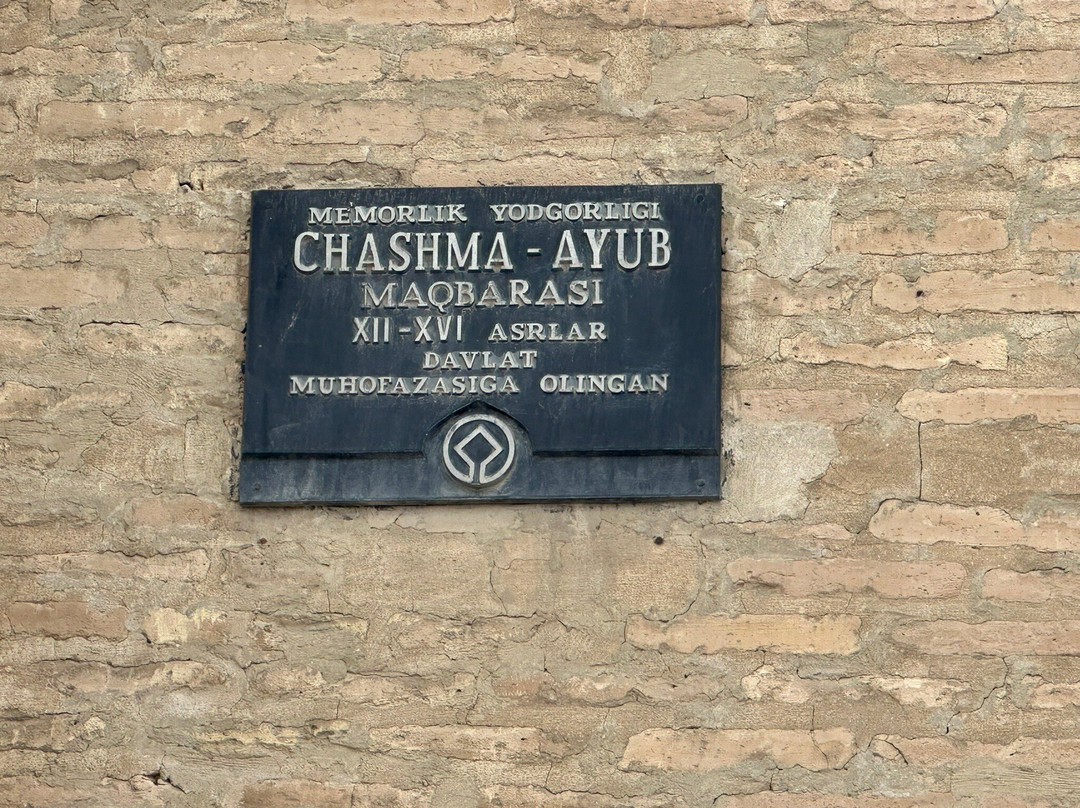 MEMORLIK YODGORLIGI
CHASHMA - AYUB
MAQBARASI
XII-XVI ASRLAR
DAVLAT
MUHOFAZASIGA OLINGAN